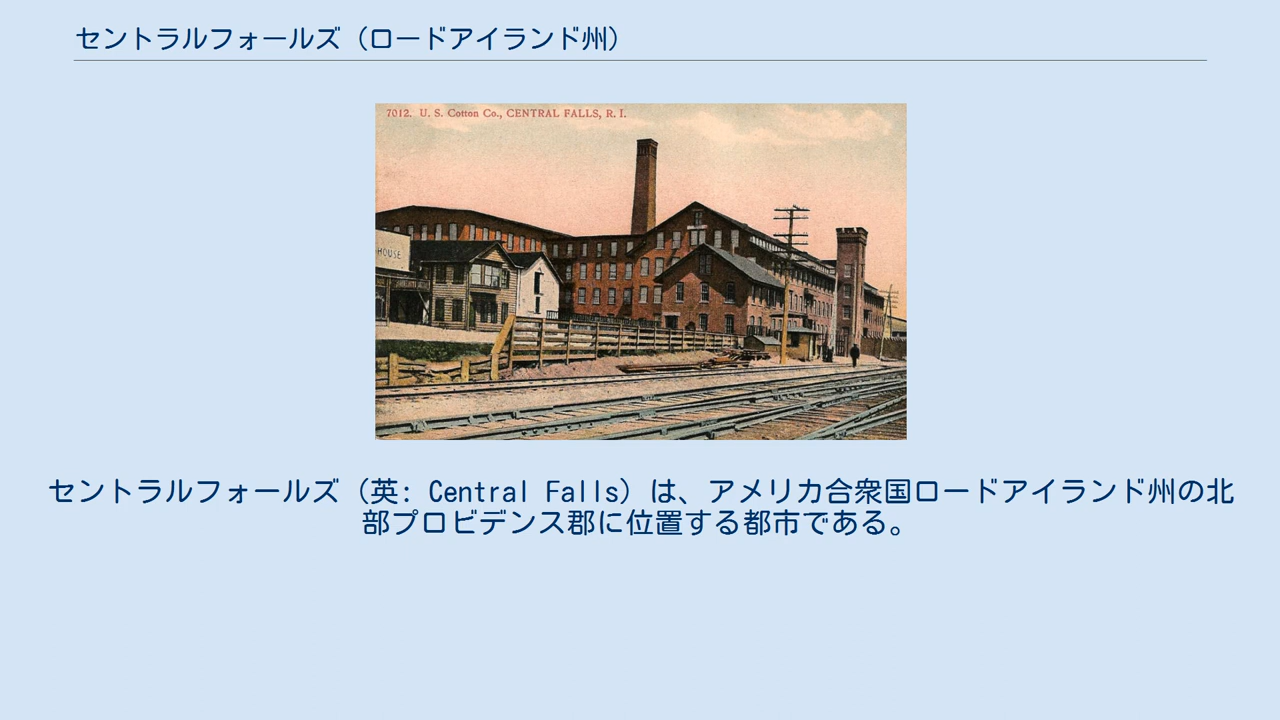 セントラルフォールズ（ロードアイランド州）
7012. U. S. Cotton Co., CENTRAL FALLS, R. I.
HOUSE
セントラルフォールズ（英: Central Falls）は、アメリカ合衆国ロードアイランド州の北
部プロビデンス郡に位置する都市である。